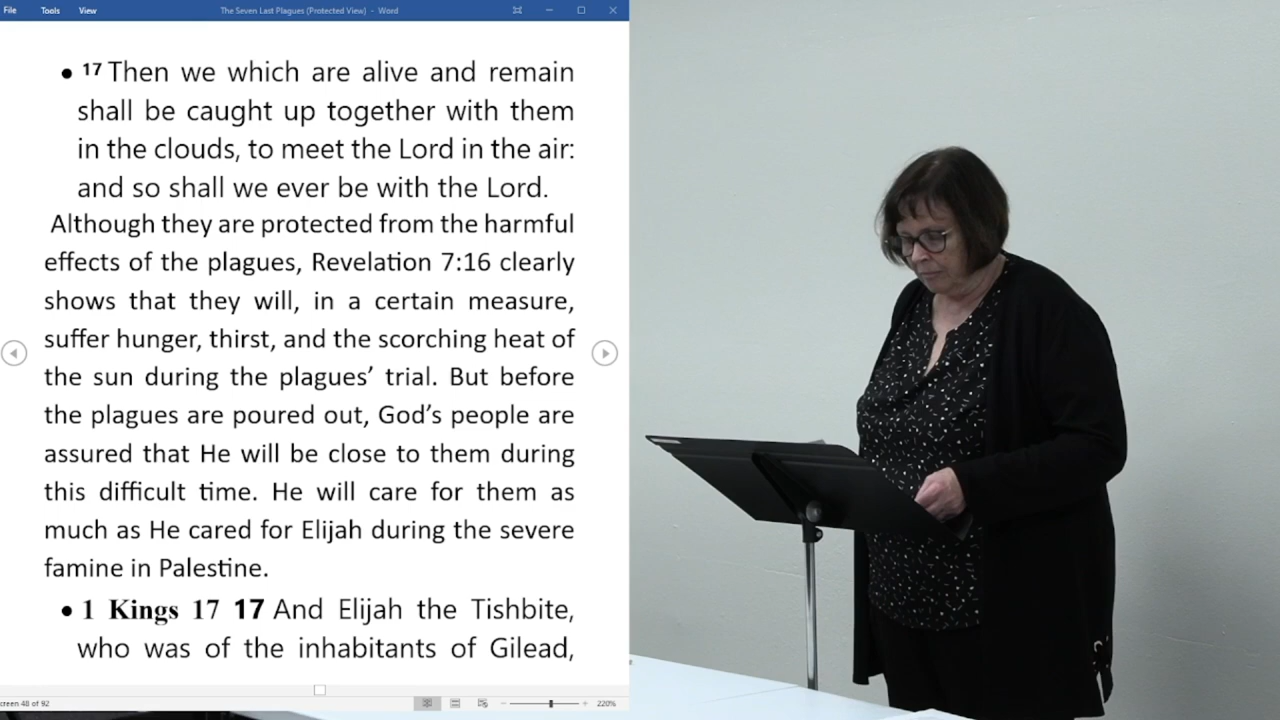 File Tools View The Seven Last Plagues (Protected View) - Word
• 17 Then we which are alive and remain
shall be caught up together with them
in the clouds, to meet the Lord in the air:
and so shall we ever be with the Lord.
Although they are protected from the harmful
effects of the plagues, Revelation 7:16 clearly
shows that they will, in a certain measure,
suffer hunger, thirst, and the scorching heat of
the sun during the plagues’ trial. But before
the plagues are poured out, God’s people are
assured that He will be close to them during
this difficult time. He will care for them as
much as He cared for Elijah during the severe
famine in Palestine.
• 1 Kings 17 17 And Elijah the Tishbite,
who was of the inhabitants of Gilead,
creen 48 of 92 220%